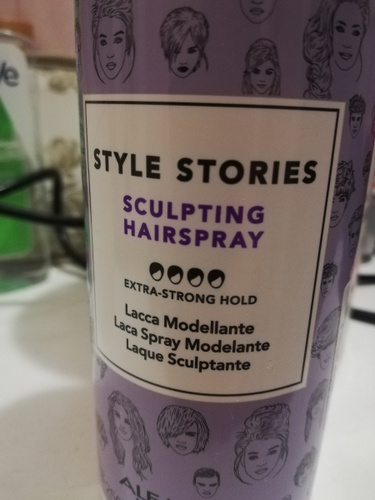 STYLE STORIES
SCULPTING
HAIRSPRAY
EXTRA-STRONG HOLD
Lacca Modellante
Laca Spray Modelante
Laque Sculptante